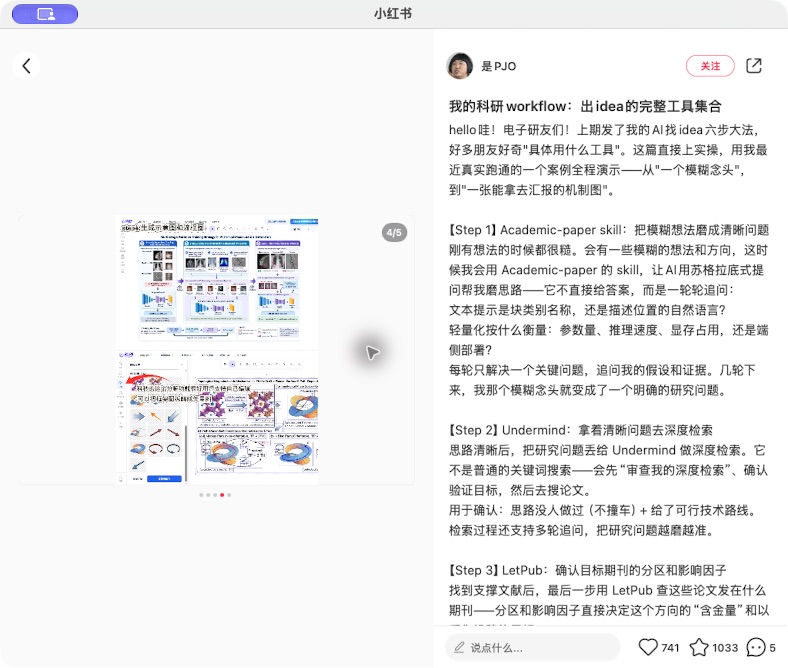 小红书
是PJO
关注
我的科研workflow：出idea的完整工具集合
hello哇！电子研友们！上期发了我的AI找idea六步大法，
好多朋友好奇"具体用什么工具"。这篇直接上实操，用我最
近真实跑通的一个案例全程演示——从"一个模糊念头"，
到"一张能拿去汇报的机制图"。
【Step 1】Academic-paper skill：把模糊想法磨成清晰问题
刚有想法的时候都很糙。会有一些模糊的想法和方向，这时
候我会用 Academic-paper 的 skill，让AI用苏格拉底式提
问帮我磨思路——它不直接给答案，而是一轮轮追问：
文本提示是块类别名称，还是描述位置的自然语言？
轻量化按什么衡量：参数量、推理速度、显存占用，还是端
侧部署？
每轮只解决一个关键问题，追问我的假设和证据。几轮下
来，我那个模糊念头就变成了一个明确的研究问题。
【Step 2】Undermind：拿着清晰问题去深度检索
思路清晰后，把研究问题丢给 Undermind 做深度检索。它
不是普通的关键词搜索——会先“审查我的深度检索”、确认
验证目标，然后去搜论文。
用于确认：思路没人做过（不撞车）+ 给了可行技术路线。
检索过程还支持多轮追问，把研究问题越磨越准。
【Step 3】LetPub：确认目标期刊的分区和影响因子
找到支撑文献后，最后一步用 LetPub 查这些论文发在什么
期刊——分区和影响因子直接决定这个方向的“含金量”和以
4/5
说点什么...
741
1033
5